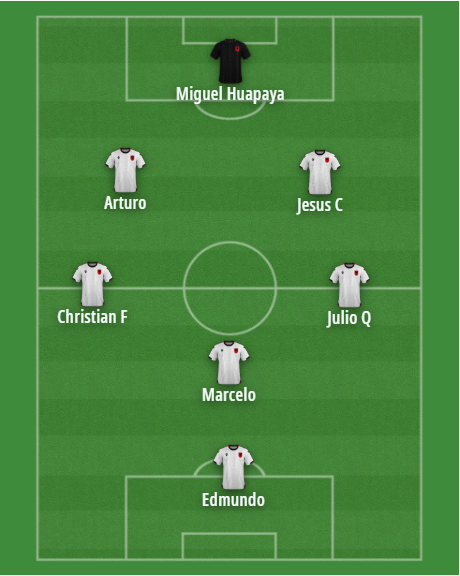 Miguel Huapaya
Arturo
Jesus C
Christian F
Julio Q
Marcelo
Edmundo